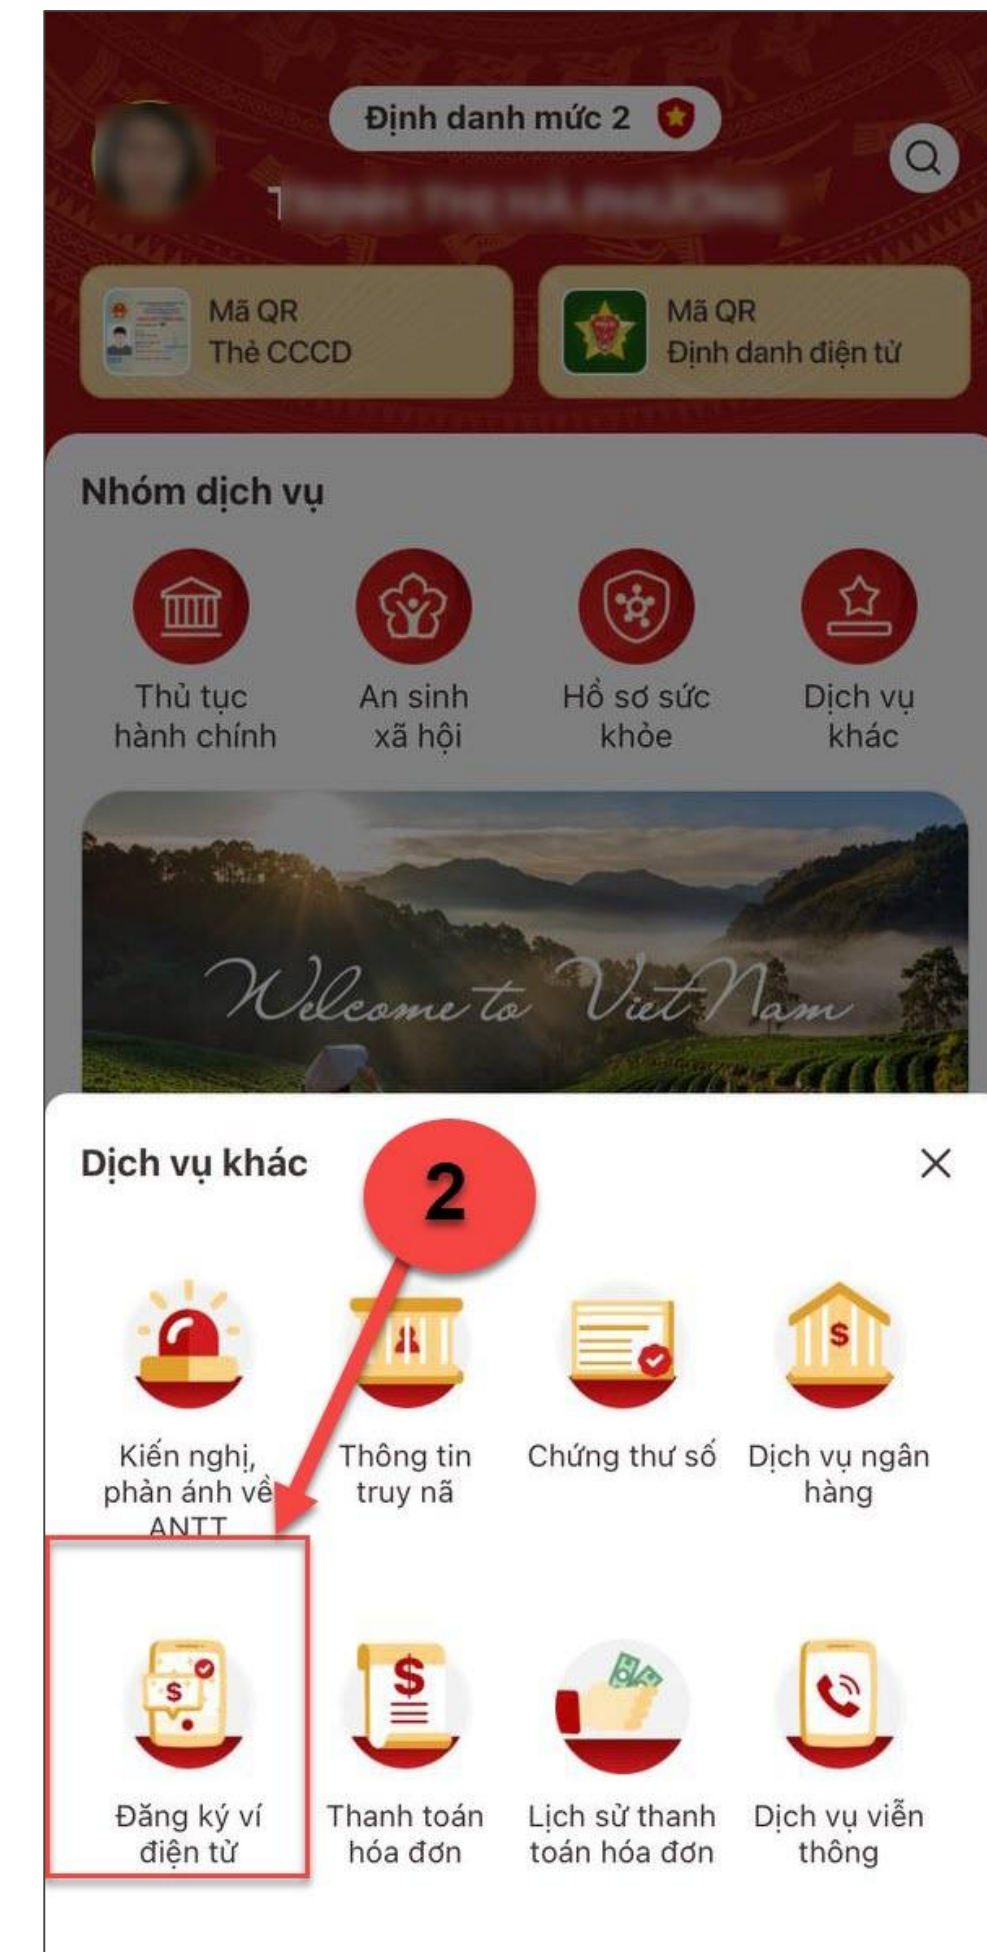 Định danh mức 2
Mã QR
Thẻ CCCD
Mã QR
Định danh điện tử
Nhóm dịch vụ
Thủ tục
hành chính
An sinh
xã hội
Hồ sơ sức
khỏe
Dịch vụ
khác
Welcome to Viet Nam
Dịch vụ khác
2
Kiến nghị,
phản ánh về
ANTT
Thông tin
truy nã
Chứng thư số
Dịch vụ ngân
hàng
Đăng ký ví
điện tử
Thanh toán
hóa đơn
Lịch sử thanh
toán hóa đơn
Dịch vụ viễn
thông